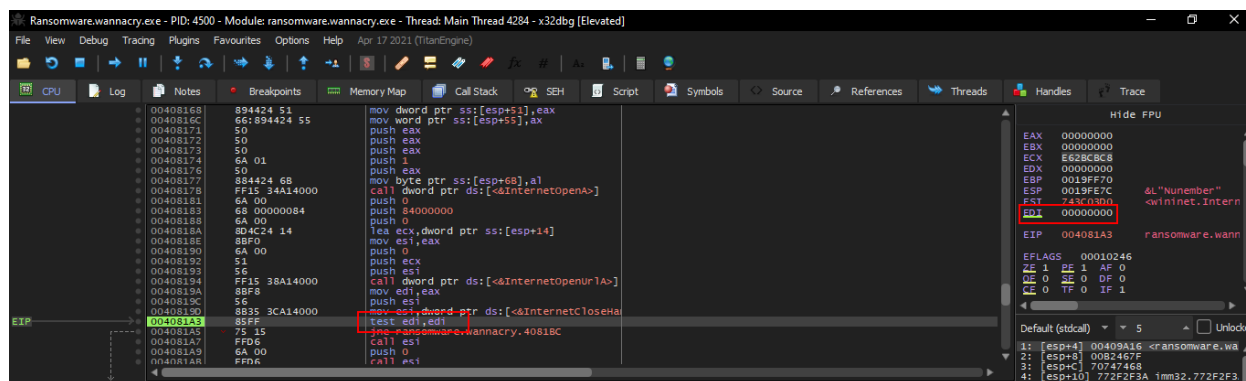 Ransomware.wannacry.exe - PID: 4500 - Module: ransomware.wannacry.exe - Thread: Main Thread 4284 - x32dbg [Elevated]
File View Debug Tracing Plugins Favourites Options Help Apr 17 2021 (TitanEngine)
CPU Log Notes Breakpoints Memory Map Call Stack SEH Script Symbols Source References Threads Handles Trace
00408168 894424 51 mov dword ptr ss:[esp+51],eax
0040816C 66:894424 55 mov word ptr ss:[esp+55],ax
00408171 50 push eax
00408172 50 push eax
00408173 50 push eax
00408174 6A 01 push 1
00408176 50 push eax
00408177 884424 6B mov byte ptr ss:[esp+6B],al
0040817B FF15 34A14000 call dword ptr ds:[<&InternetOpenA>]
00408181 6A 00 push 0
00408183 68 00000084 push 84000000
00408188 6A 00 push 0
0040818A 8D4C24 14 lea ecx,dword ptr ss:[esp+14]
0040818E 8BF0 mov esi,eax
00408190 6A 00 push 0
00408192 51 push ecx
00408193 56 push esi
00408194 FF15 38A14000 call dword ptr ds:[<&InternetOpenUrlA>]
0040819A 8BF8 mov edi,eax
0040819C 56 push esi
0040819D 8B35 3CA14000 mov esi,dword ptr ds:[<&InternetCloseHa
EIP 004081A3 85FF test edi,edi
004081A5 75 15 jne ransomware.wannacry.4081BC
004081A7 FFD6 call esi
004081A9 6A 00 push 0
004081AB FFD6 call esi
Hide FPU
EAX 00000000
EBX 00000000
ECX E62BCBC8
EDX 00000000
EBP 0019FF70
ESP 0019FE7C &L"Nunember"
ESI 743C03D0 <wininet.Intern
EDI 00000000
EIP 004081A3 ransomware.wann
EFLAGS 00010246
ZF 1 PF 1 AF 0
OF 0 SF 0 DF 0
CF 0 TF 0 IF 1
Default (stdcall) 5 Unlock
1: [esp+4] 00409A16 <ransomware.wa
2: [esp+8] 00B2467F
3: [esp+C] 70747468
4: [esp+10] 772F2F3A imm32.772F2F3